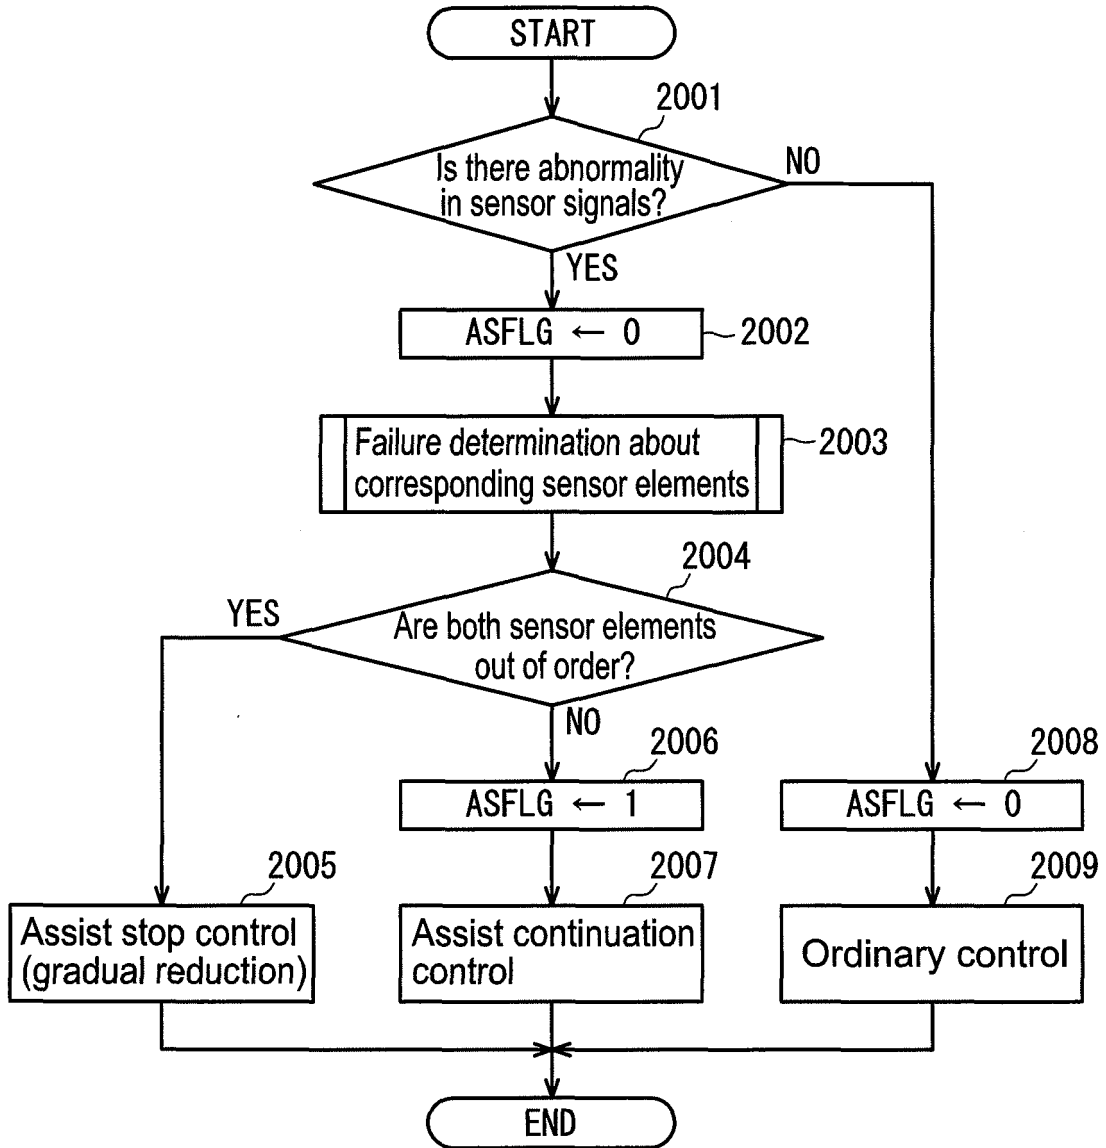 START
2001
Is there abnormality
in sensor signals?
NO
YES
ASFLG ← 0
2002
Failure determination about
corresponding sensor elements
2003
2004
YES
Are both sensor elements
out of order?
NO
2006
2008
ASFLG ← 1
ASFLG ← 0
2005
2007
2009
Assist stop control
(gradual reduction)
Assist continuation
control
Ordinary control
END